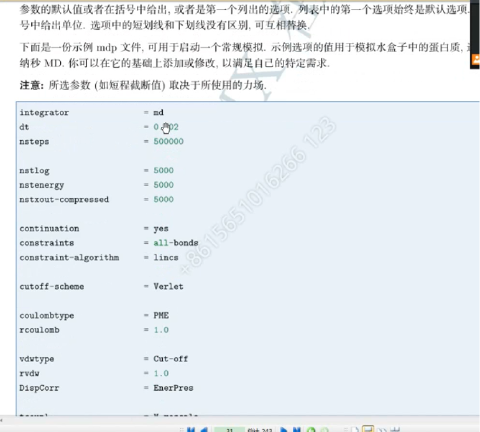 参数的默认值或者在括号中给出, 或者是第一个列出的选项. 列表中的第一个选项始终是默认选项.
号中给出单位. 选项中的短划线和下划线没有区别, 可互相替换.
下面是一份示例 mdp 文件, 可用于启动一个常规模拟. 示例选项的值用于模拟水盒子中的蛋白质,
纳秒 MD. 你可以在它的基础上添加或修改, 以满足自己的特定需求.
注意: 所选参数 (如短程截断值) 取决于所使用的力场.
integrator = md
dt = 0.002
nsteps = 500000
nstlog = 5000
nstenergy = 5000
nstxout-compressed = 5000
continuation = yes
constraints = all-bonds
constraint-algorithm = lincs
cutoff-scheme = Verlet
coulombtype = PME
rcoulomb = 1.0
vdwtype = Cut-off
rvdw = 1.0
DispCorr = EnerPres
+8615651016266 123